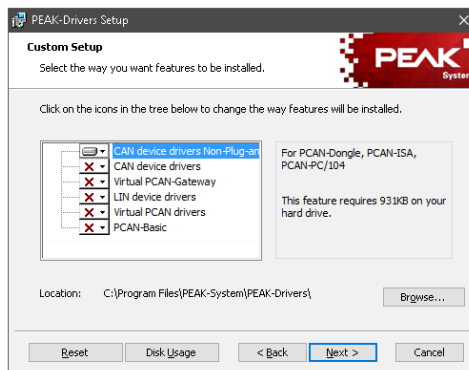 PEAK-Drivers Setup
Custom Setup
Select the way you want features to be installed.
PEAK
System
Click on the icons in the tree below to change the way features will be installed.
CAN device drivers Non-Plug-an
CAN device drivers
Virtual PCAN-Gateway
LIN device drivers
Virtual PCAN drivers
PCAN-Basic
For PCAN-Dongle, PCAN-ISA,
PCAN-PC/104
This feature requires 931KB on your
hard drive.
Location: C:\Program Files\PEAK-System\PEAK-Drivers\
Browse...
Reset Disk Usage < Back Next > Cancel